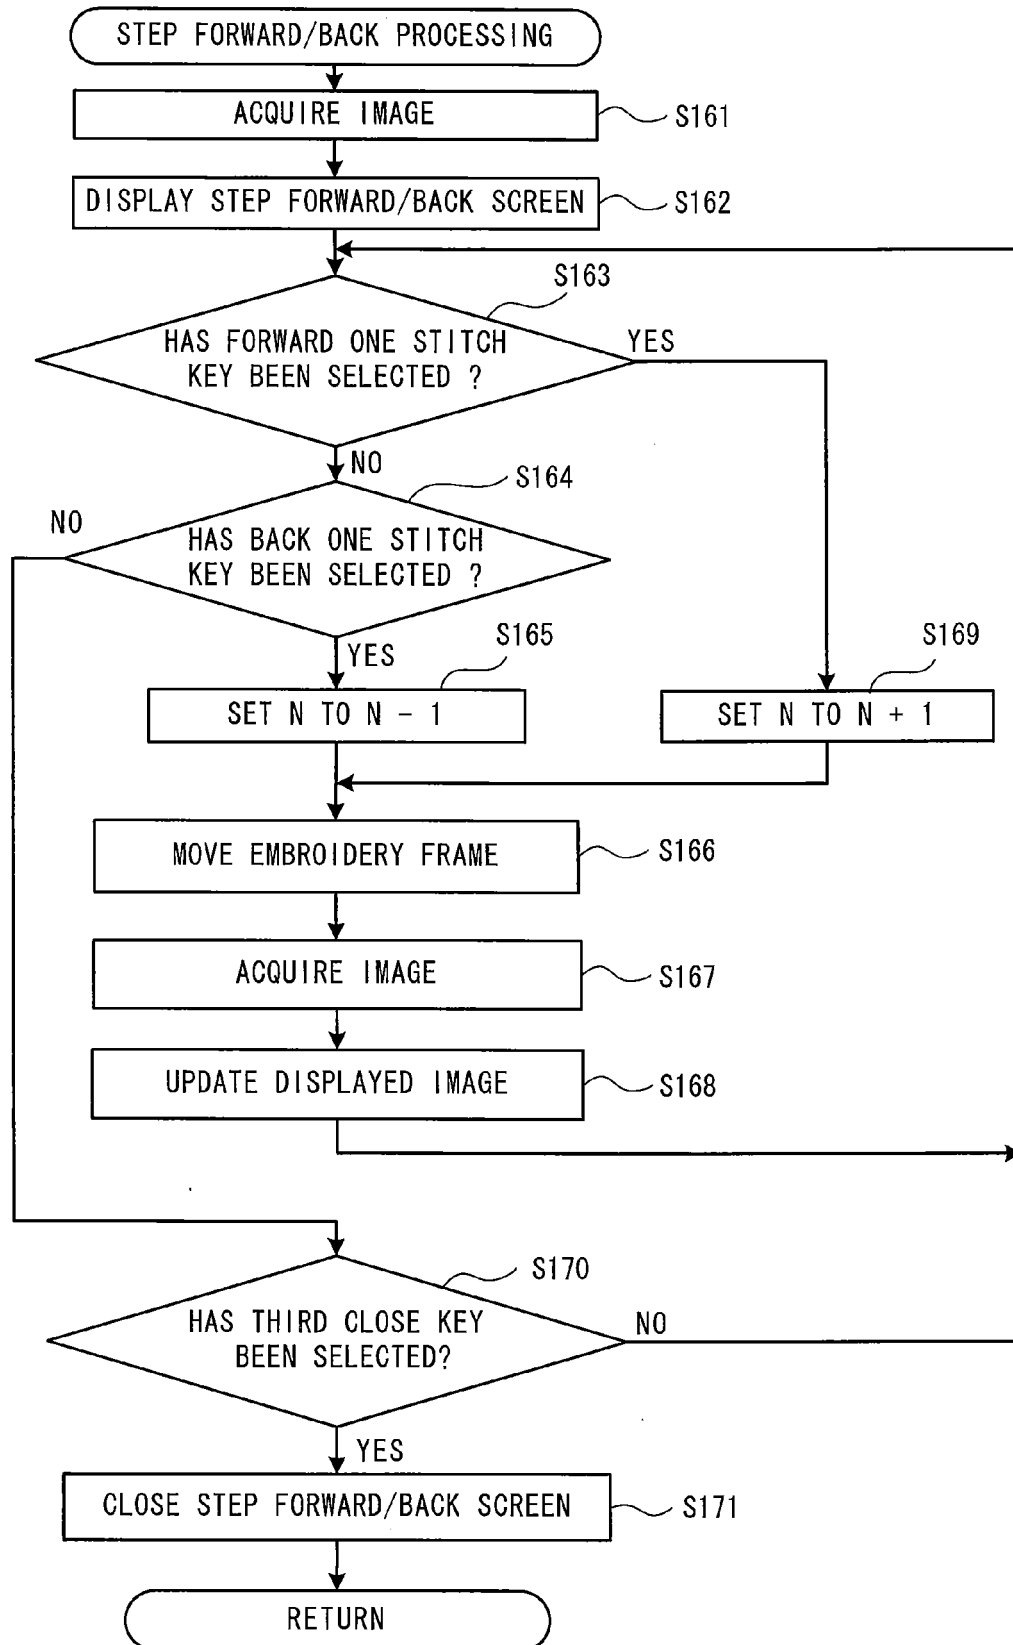 STEP FORWARD/BACK PROCESSING
ACQUIRE IMAGE
S161
DISPLAY STEP FORWARD/BACK SCREEN
S162
S163
HAS FORWARD ONE STITCH
KEY BEEN SELECTED ?
YES
NO
S164
NO
HAS BACK ONE STITCH
KEY BEEN SELECTED ?
YES
S165
S169
SET N TO N - 1
SET N TO N + 1
MOVE EMBROIDERY FRAME
S166
ACQUIRE IMAGE
S167
UPDATE DISPLAYED IMAGE
S168
S170
HAS THIRD CLOSE KEY
BEEN SELECTED?
NO
YES
CLOSE STEP FORWARD/BACK SCREEN
S171
RETURN